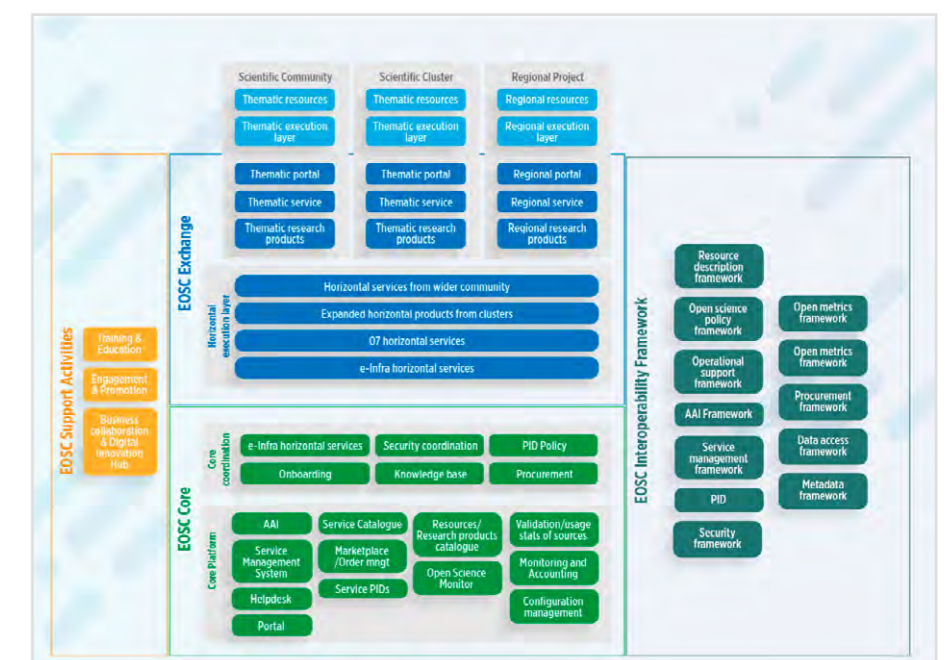 Scientific Community
Scientific Cluster
Regional Project
Thematic resources
Thematic resources
Regional resources
Thematic execution
layer
Thematic execution
layer
Regional execution
layer
EOSC Exchange
Thematic portal
Thematic portal
Regional portal
Thematic service
Thematic service
Regional service
Thematic research
products
Thematic research
products
Regional research
products
Horizontal
execution layer
Horizontal services from wider community
Expanded horizontal products from clusters
07 horizontal services
e-Infra horizontal services
EOSC Support Activities
Training &
Education
Engagement
& Promotion
Business
collaboration
& Digital
Innovation
Hub
EOSC Core
Core
coordination
e-Infra horizontal services
Security coordination
PID Policy
Onboarding
Knowledge base
Procurement
Core Platform
AAI
Service
Management
System
Helpdesk
Portal
Service Catalogue
Marketplace
/Order mngt
Service PIDs
Resources/
Research products
catalogue
Open Science
Monitor
Validation/usage
stats of sources
Monitoring and
Accounting
Configuration
management
EOSC Interoperability Framework
Resource
description
framework
Open science
policy
framework
Operational
support
framework
AAI Framework
Service
management
framework
PID
Security
framework
Open metrics
framework
Open metrics
framework
Procurement
framework
Data access
framework
Metadata
framework